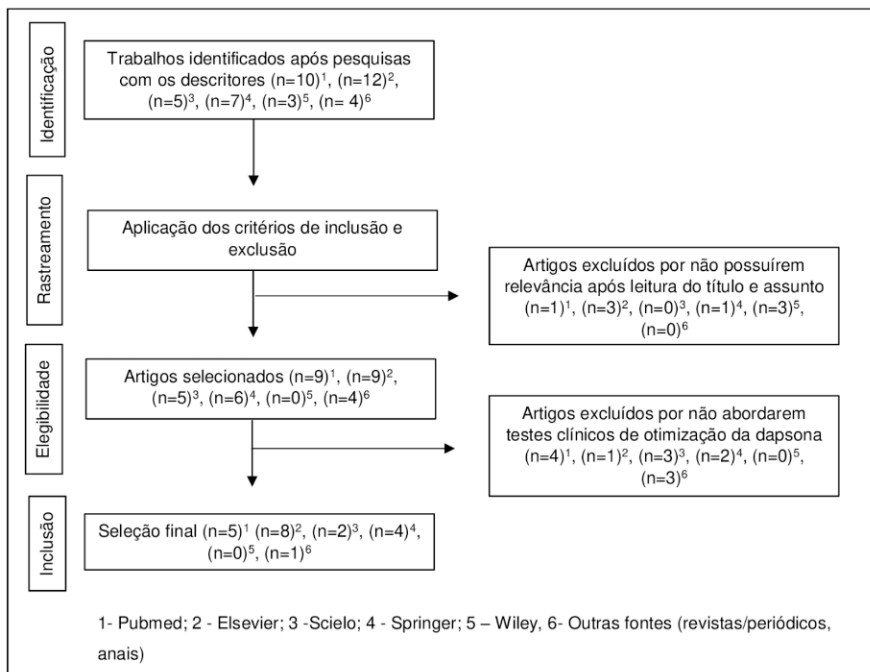 Identificação
Trabalhos identificados após pesquisas
com os descritores (n=10)¹, (n=12)²,
(n=5)³, (n=7)⁴, (n=3)⁵, (n= 4)⁶
Rastreamento
Aplicação dos critérios de inclusão e
exclusão
Artigos excluídos por não possuírem
relevância após leitura do título e assunto
(n=1)¹, (n=3)², (n=0)³, (n=1)⁴, (n=3)⁵,
(n=0)⁶
Elegibilidade
Artigos selecionados (n=9)¹, (n=9)²,
(n=5)³, (n=6)⁴, (n=0)⁵, (n=4)⁶
Artigos excluídos por não abordarem
testes clínicos de otimização da dapsona
(n=4)¹, (n=1)², (n=3)³, (n=2)⁴, (n=0)⁵,
(n=3)⁶
Inclusão
Seleção final (n=5)¹ (n=8)², (n=2)³, (n=4)⁴,
(n=0)⁵, (n=1)⁶
1- Pubmed; 2 - Elsevier; 3 -Scielo; 4 - Springer; 5 – Wiley, 6- Outras fontes (revistas/periódicos,
anais)